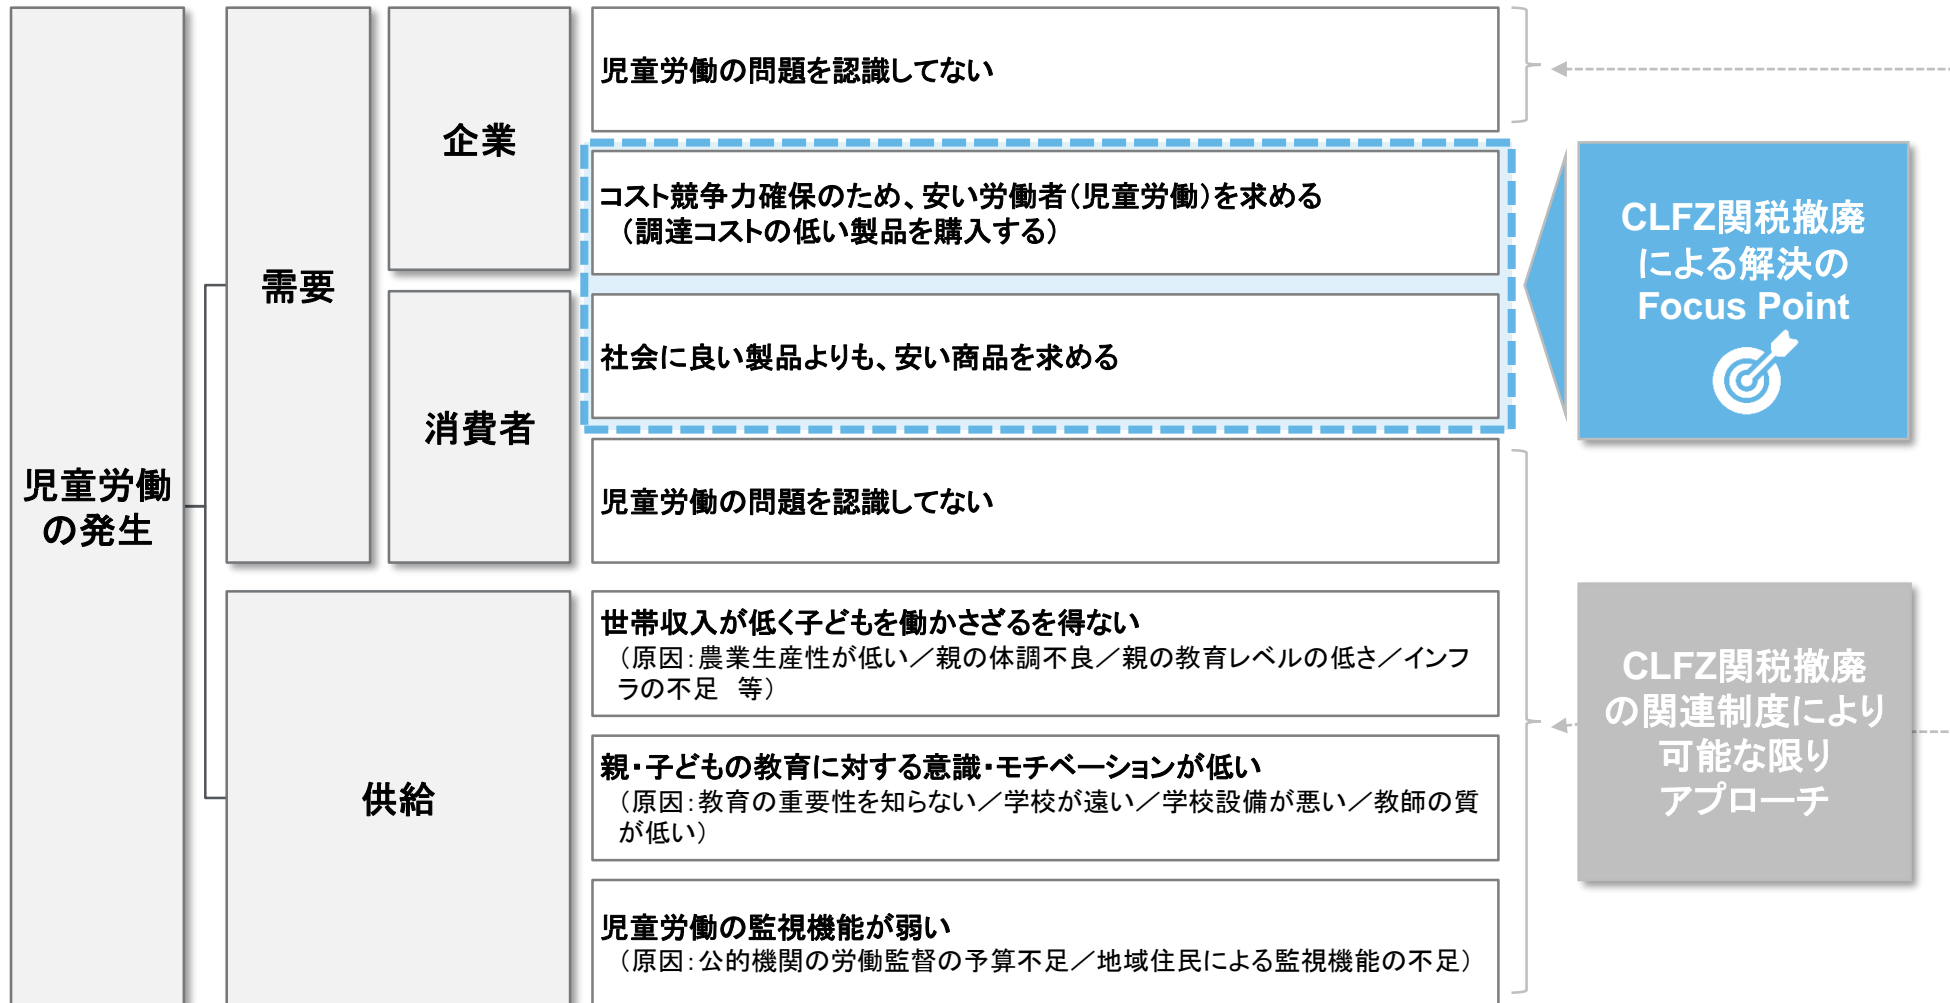 児童労働
の発生
需要
企業
消費者
供給
児童労働の問題を認識してない
コスト競争力確保のため、安い労働者（児童労働）を求める
（調達コストの低い製品を購入する）
社会に良い製品よりも、安い商品を求める
児童労働の問題を認識してない
世帯収入が低く子どもを働かさざるを得ない
（原因：農業生産性が低い／親の体調不良／親の教育レベルの低さ／インフ
ラの不足　等）
親・子どもの教育に対する意識・モチベーションが低い
（原因：教育の重要性を知らない／学校が遠い／学校設備が悪い／教師の質
が低い）
児童労働の監視機能が弱い
（原因：公的機関の労働監督の予算不足／地域住民による監視機能の不足）
CLFZ関税撤廃
による解決の
Focus Point
CLFZ関税撤廃
の関連制度により
可能な限り
アプローチ